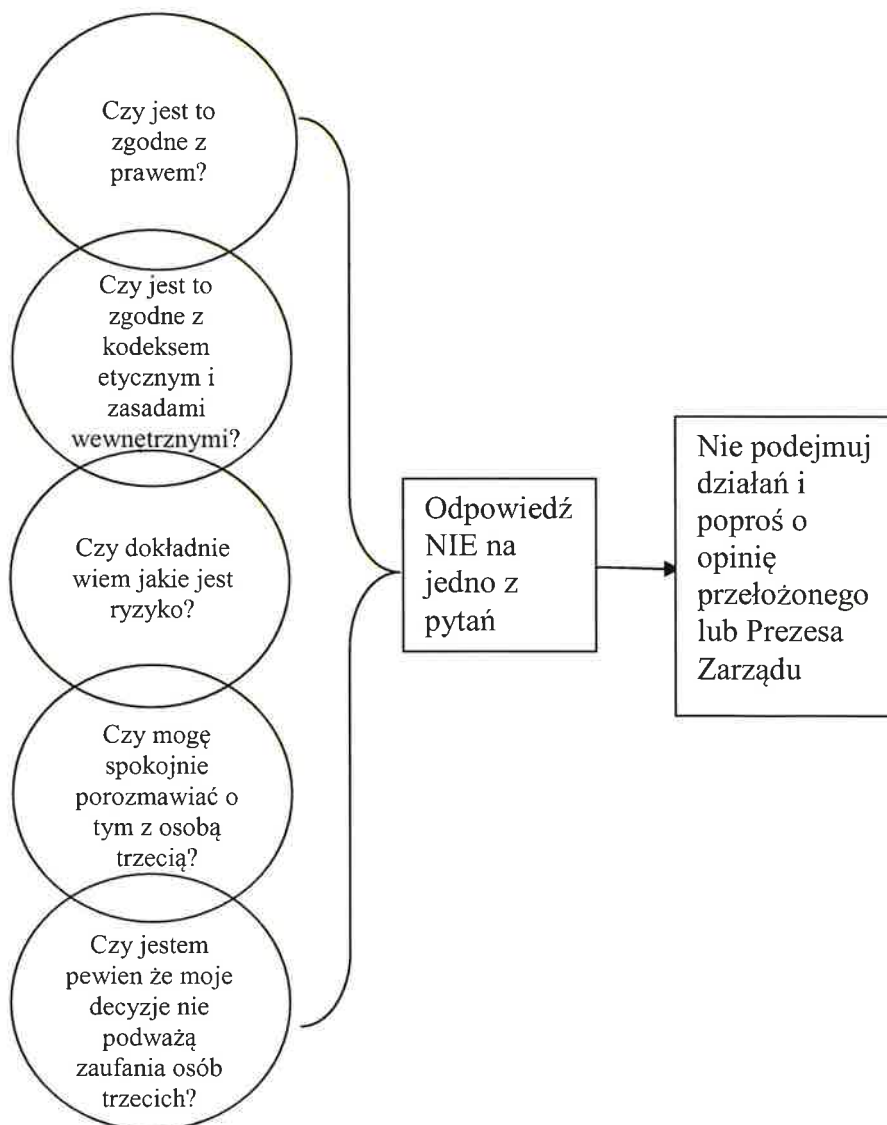 Czy jest to
zgodne z
prawem?
Czy jest to
zgodne z
kodeksem
etycznym i
zasadami
wewnętrznymi?
Czy dokładnie
wiem jakie jest
ryzyko?
Czy mogę
spokojnie
porozmawiać o
tym z osobą
trzecią?
Czy jestem
pewien że moje
decyzje nie
podważą
zaufania osób
trzecich?
Odpowiedź
NIE na
jedno z
pytań
Nie podejmuj
działań i
poproś o
opinię
przełożonego
lub Prezesa
Zarządu